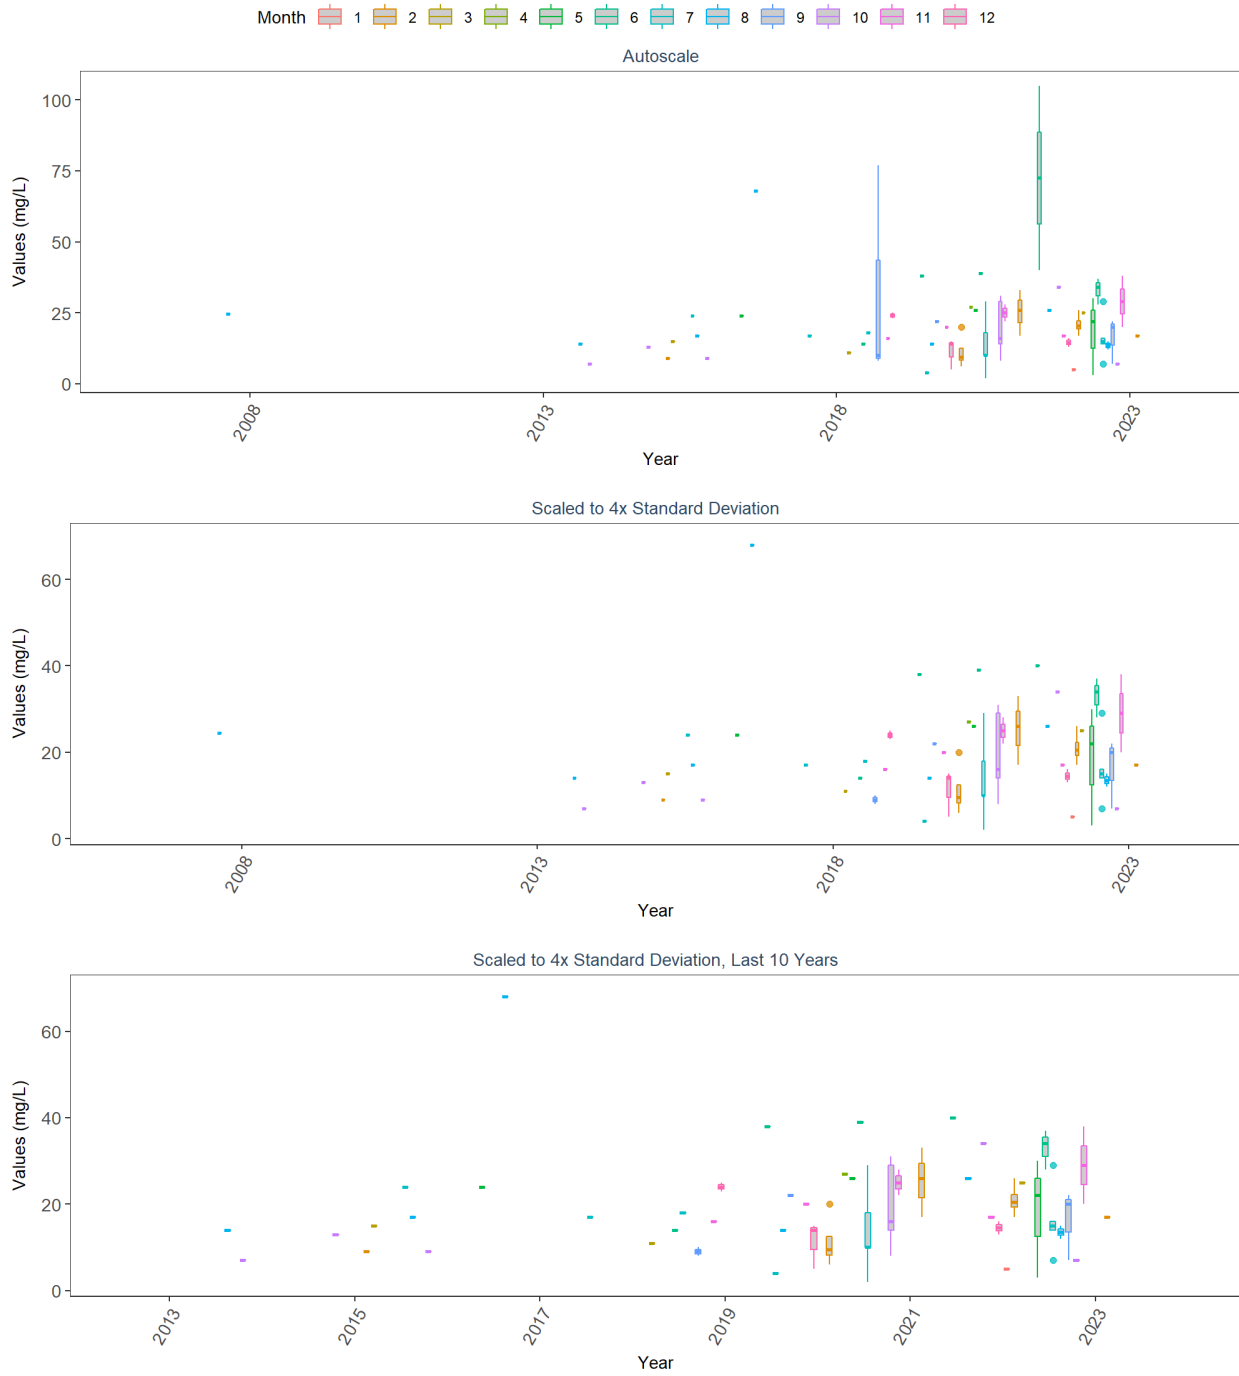 Month 1 2 3 4 5 6 7 8 9 10 11 12
Autoscale
Values (mg/L)
100
75
50
25
0
2008 2013 2018 2023
Year
Scaled to 4x Standard Deviation
Values (mg/L)
60
40
20
0
2008 2013 2018 2023
Year
Scaled to 4x Standard Deviation, Last 10 Years
Values (mg/L)
60
40
20
0
2013 2015 2017 2019 2021 2023
Year